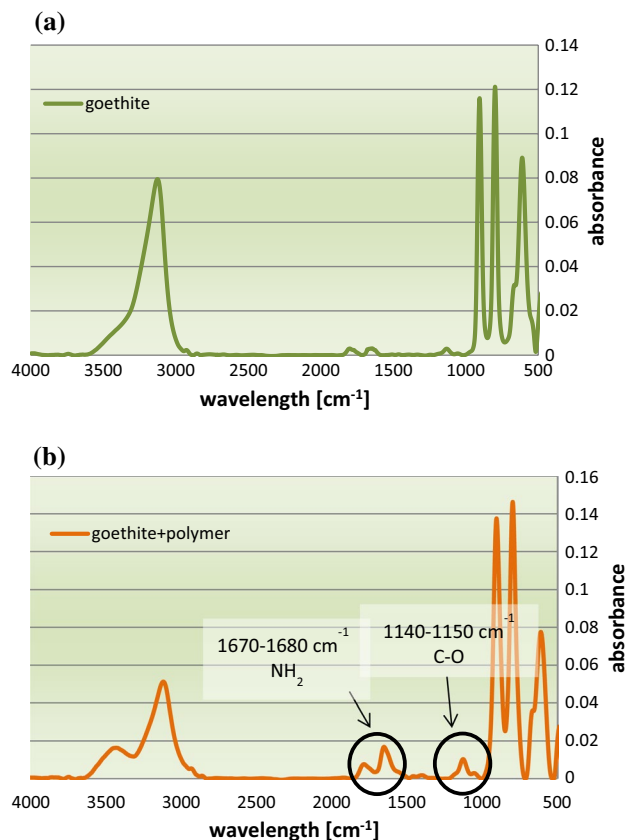 (a)
0.14
goethite
0.12
0.1
0.08
0.06
0.04
0.02
0
absorbance
4000 3500 3000 2500 2000 1500 1000 500
wavelength [cm⁻¹]
(b)
0.16
goethite+polymer
0.14
0.12
0.1
0.08
0.06
0.04
0.02
0
absorbance
1670-1680 cm⁻¹
NH₂
1140-1150 cm⁻¹
C-O
4000 3500 3000 2500 2000 1500 1000 500
wavelength [cm⁻¹]